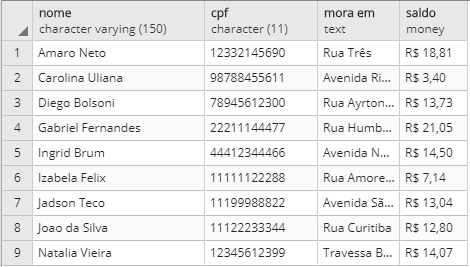 nome cpf mora em saldo
character varying (150) character (11) text money
1 Amaro Neto 12332145690 Rua Três R$ 18,81
2 Carolina Uliana 98788455611 Avenida Ri... R$ 3,40
3 Diego Bolsoni 78945612300 Rua Ayrton... R$ 13,73
4 Gabriel Fernandes 22211144477 Rua Humb... R$ 21,05
5 Ingrid Brum 44412344466 Avenida N... R$ 14,50
6 Izabela Felix 11111122288 Rua Amore... R$ 7,14
7 Jadson Teco 11199988822 Avenida Sã... R$ 13,04
8 Joao da Silva 11122233344 Rua Curitiba R$ 12,80
9 Natalia Vieira 12345612399 Travessa B... R$ 14,07